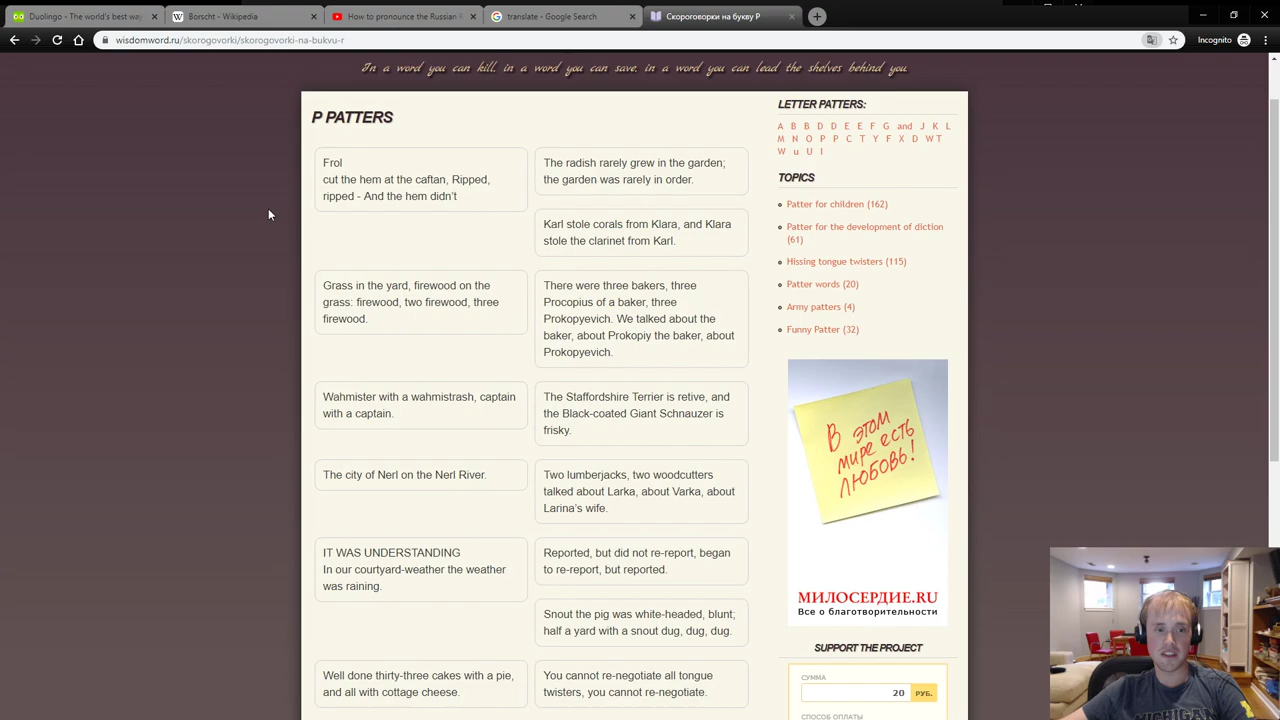 Duolingo - The world's best way
Borscht - Wikipedia
How to pronounce the Russian R
translate - Google Search
Скороговорки на букву Р
wisdomword.ru/skorogovorki/skorogovorki-na-bukvu-r
Incognito
In a word you can kill, in a word you can save, in a word you can lead the shelves behind you.
P PATTERS
Frol
cut the hem at the caftan, Ripped,
ripped - And the hem didn't
Grass in the yard, firewood on the
grass: firewood, two firewood, three
firewood.
Wahmister with a wahmistrash, captain
with a captain.
The city of Nerl on the Nerl River.
IT WAS UNDERSTANDING
In our courtyard-weather the weather
was raining.
Well done thirty-three cakes with a pie,
and all with cottage cheese.
The radish rarely grew in the garden;
the garden was rarely in order.
Karl stole corals from Klara, and Klara
stole the clarinet from Karl.
There were three bakers, three
Procopius of a baker, three
Prokopyevich. We talked about the
baker, about Prokopiy the baker, about
Prokopyevich.
The Staffordshire Terrier is retive, and
the Black-coated Giant Schnauzer is
frisky.
Two lumberjacks, two woodcutters
talked about Larka, about Varka, about
Larina's wife.
Reported, but did not re-report, began
to re-report, but reported.
Snout the pig was white-headed, blunt;
half a yard with a snout dug, dug, dug.
You cannot re-negotiate all tongue
twisters, you cannot re-negotiate.
LETTER PATTERS:
A B B D D E E F G and J K L
M N O P P C T Y F X D W T
W u U I
TOPICS
Patter for children (162)
Patter for the development of diction
(61)
Hissing tongue twisters (115)
Patter words (20)
Army patters (4)
Funny Patter (32)
В этом
мире есть
ЛЮБОВЬ!
МИЛОСЕРДИЕ.RU
Все о благотворительности
SUPPORT THE PROJECT
СУММА
20 РУБ.
СПОСОБ ОПЛАТЫ
MICHIGAN